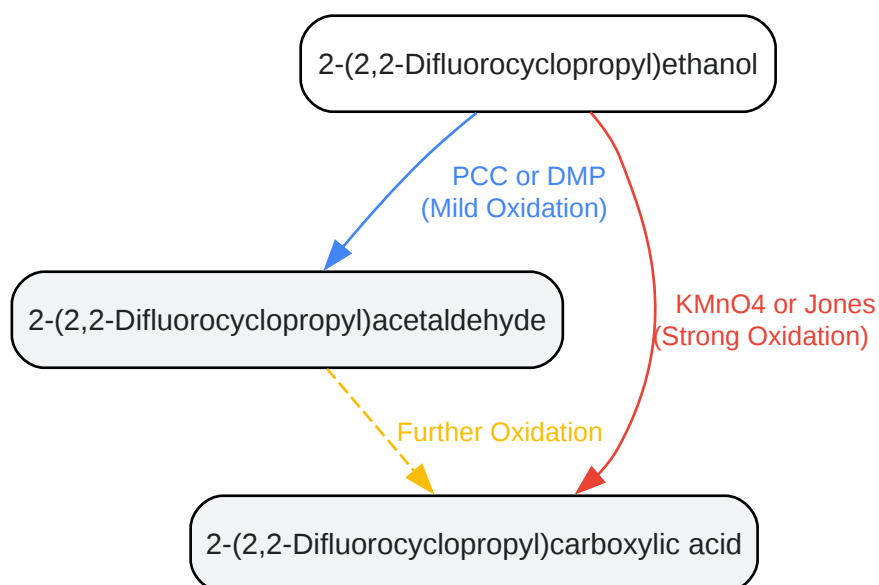 2-(2,2-Difluorocyclopropyl)ethanol
PCC or DMP
(Mild Oxidation)
KMnO4 or Jones
(Strong Oxidation)
2-(2,2-Difluorocyclopropyl)acetaldehyde
Further Oxidation
2-(2,2-Difluorocyclopropyl)carboxylic acid